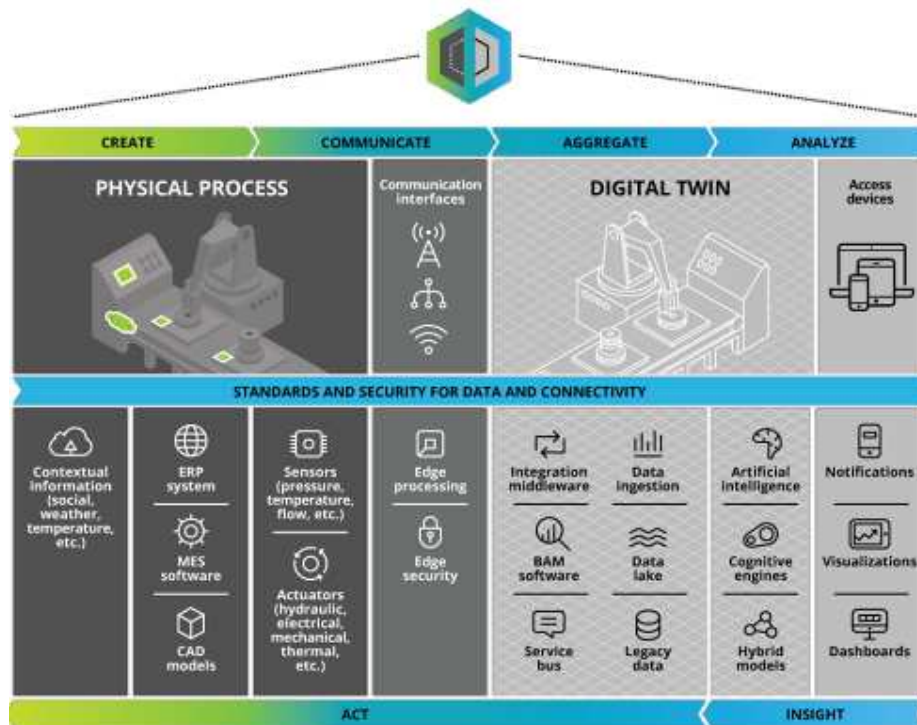 CREATE
COMMUNICATE
AGGREGATE
ANALYZE
PHYSICAL PROCESS
Communication
interfaces
DIGITAL TWIN
Access
devices
STANDARDS AND SECURITY FOR DATA AND CONNECTIVITY
Contextual
information
(social,
weather,
temperature,
etc.)
ERP
system
MES
software
CAD
models
Sensors
(pressure,
temperature,
flow, etc.)
Actuators
(hydraulic,
electrical,
mechanical,
thermal,
etc.)
Edge
processing
Edge
security
Integration
middleware
BAM
software
Service
bus
Data
ingestion
Data
lake
Legacy
data
Artificial
intelligence
Cognitive
engines
Hybrid
models
Notifications
Visualizations
Dashboards
ACT
INSIGHT